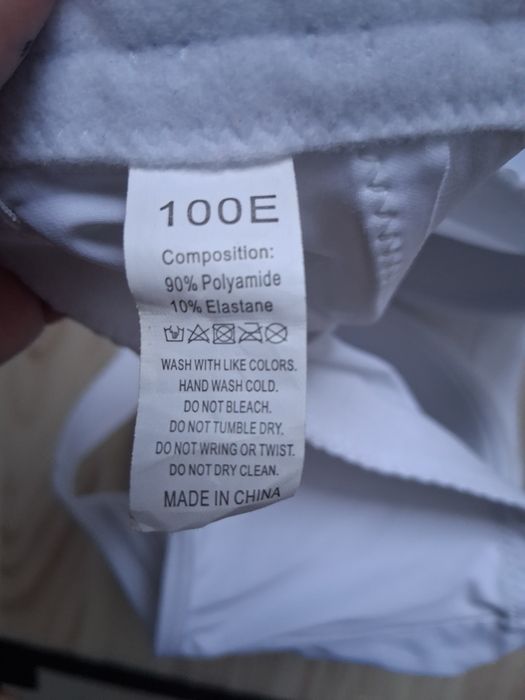 100E
Composition:
90% Polyamide
10% Elastane
WASH WITH LIKE COLORS.
HAND WASH COLD.
DO NOT BLEACH.
DO NOT TUMBLE DRY.
DO NOT WRING OR TWIST.
DO NOT DRY CLEAN.
MADE IN CHINA